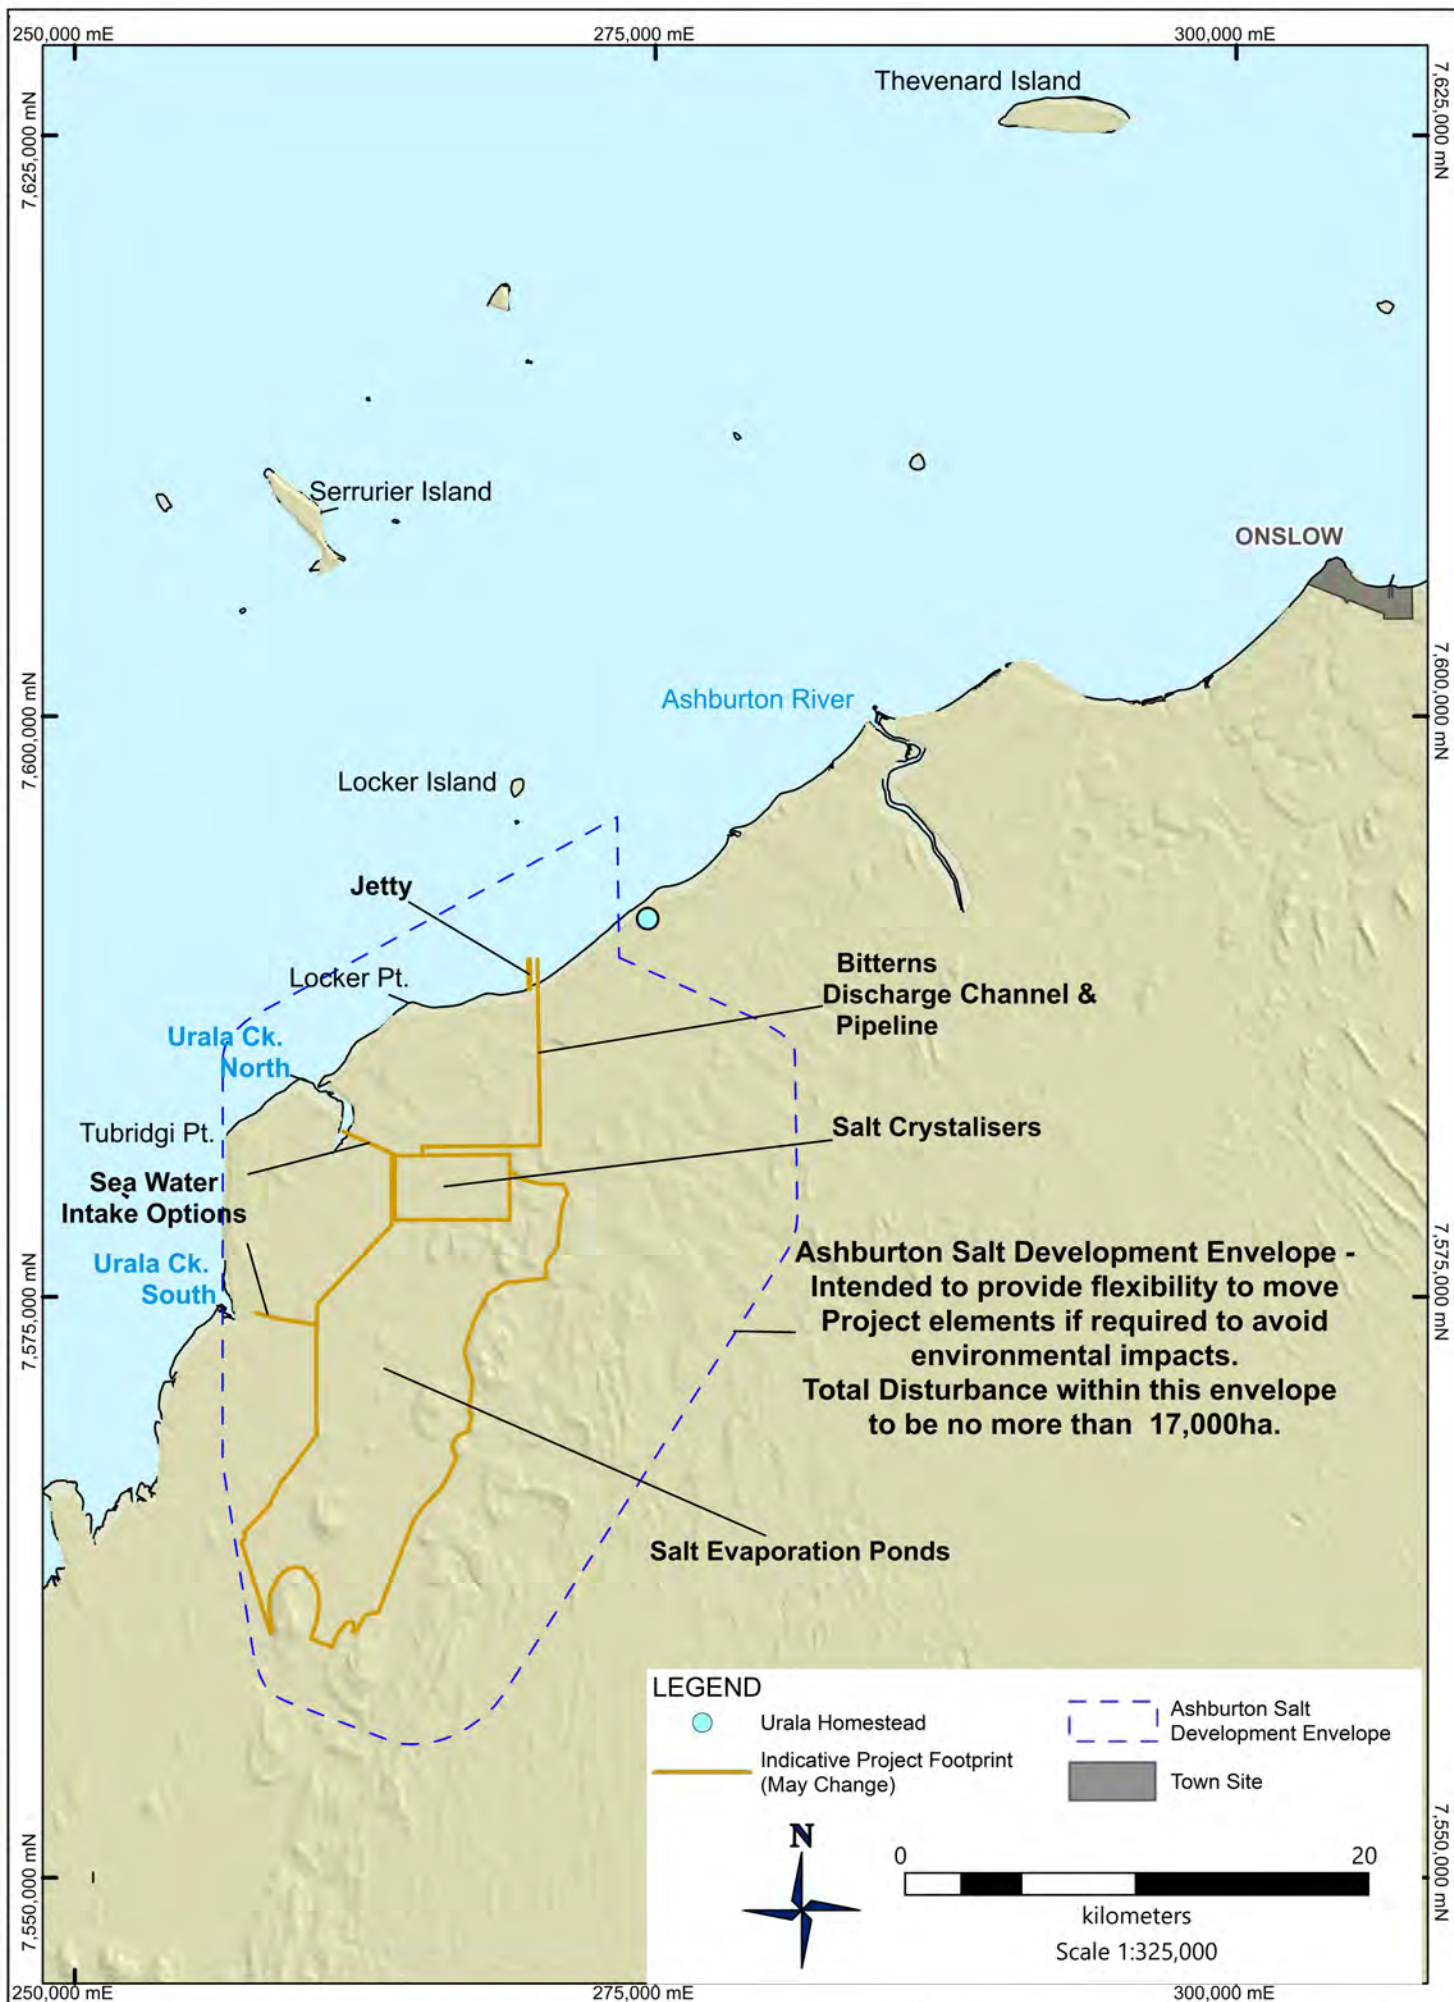 250,000 mE
275,000 mE
300,000 mE
7,625,000 mN
7,625,000 mN
Thevenard Island
Serrurier Island
ONSLOW
Ashburton River
7,600,000 mN
7,600,000 mN
Locker Island
Jetty
Locker Pt.
Bitterns
Discharge Channel &
Pipeline
Urala Ck.
North
Tubridgi Pt.
Salt Crystalisers
Sea Water
Intake Options
Urala Ck.
South
7,575,000 mN
7,575,000 mN
Ashburton Salt Development Envelope -
Intended to provide flexibility to move
Project elements if required to avoid
environmental impacts.
Total Disturbance within this envelope
to be no more than 17,000ha.
Salt Evaporation Ponds
LEGEND
Urala Homestead
Indicative Project Footprint
(May Change)
Ashburton Salt
Development Envelope
Town Site
N
0
20
kilometers
Scale 1:325,000
7,550,000 mN
7,550,000 mN
250,000 mE
275,000 mE
300,000 mE